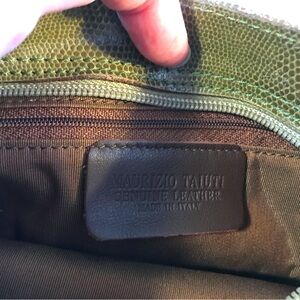 MAURIZIO TAIUTI
GENUINE LEATHER
MADE IN ITALY